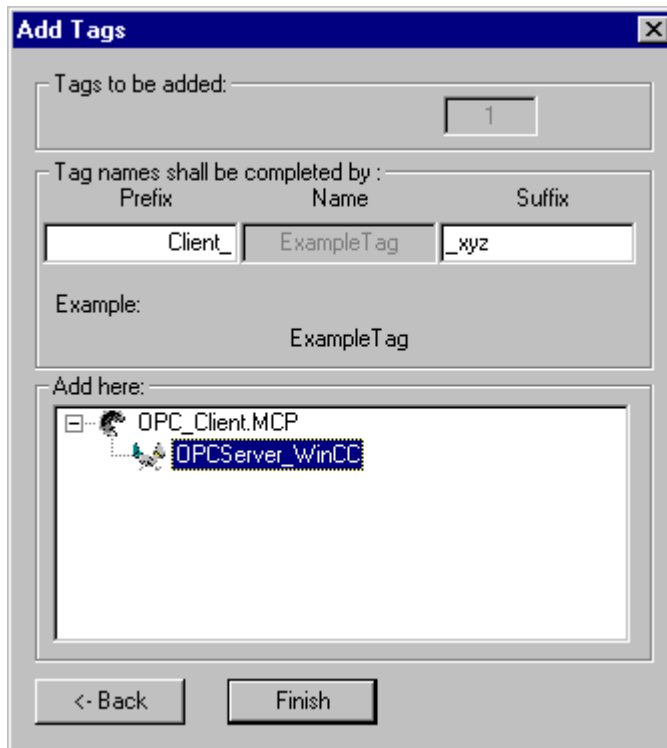 Add Tags
Tags to be added:
1
Tag names shall be completed by :
Prefix Name Suffix
Client_ ExampleTag _xyz
Example:
ExampleTag
Add here:
OPC_Client.MCP
OPCServer_WinCC
<- Back Finish